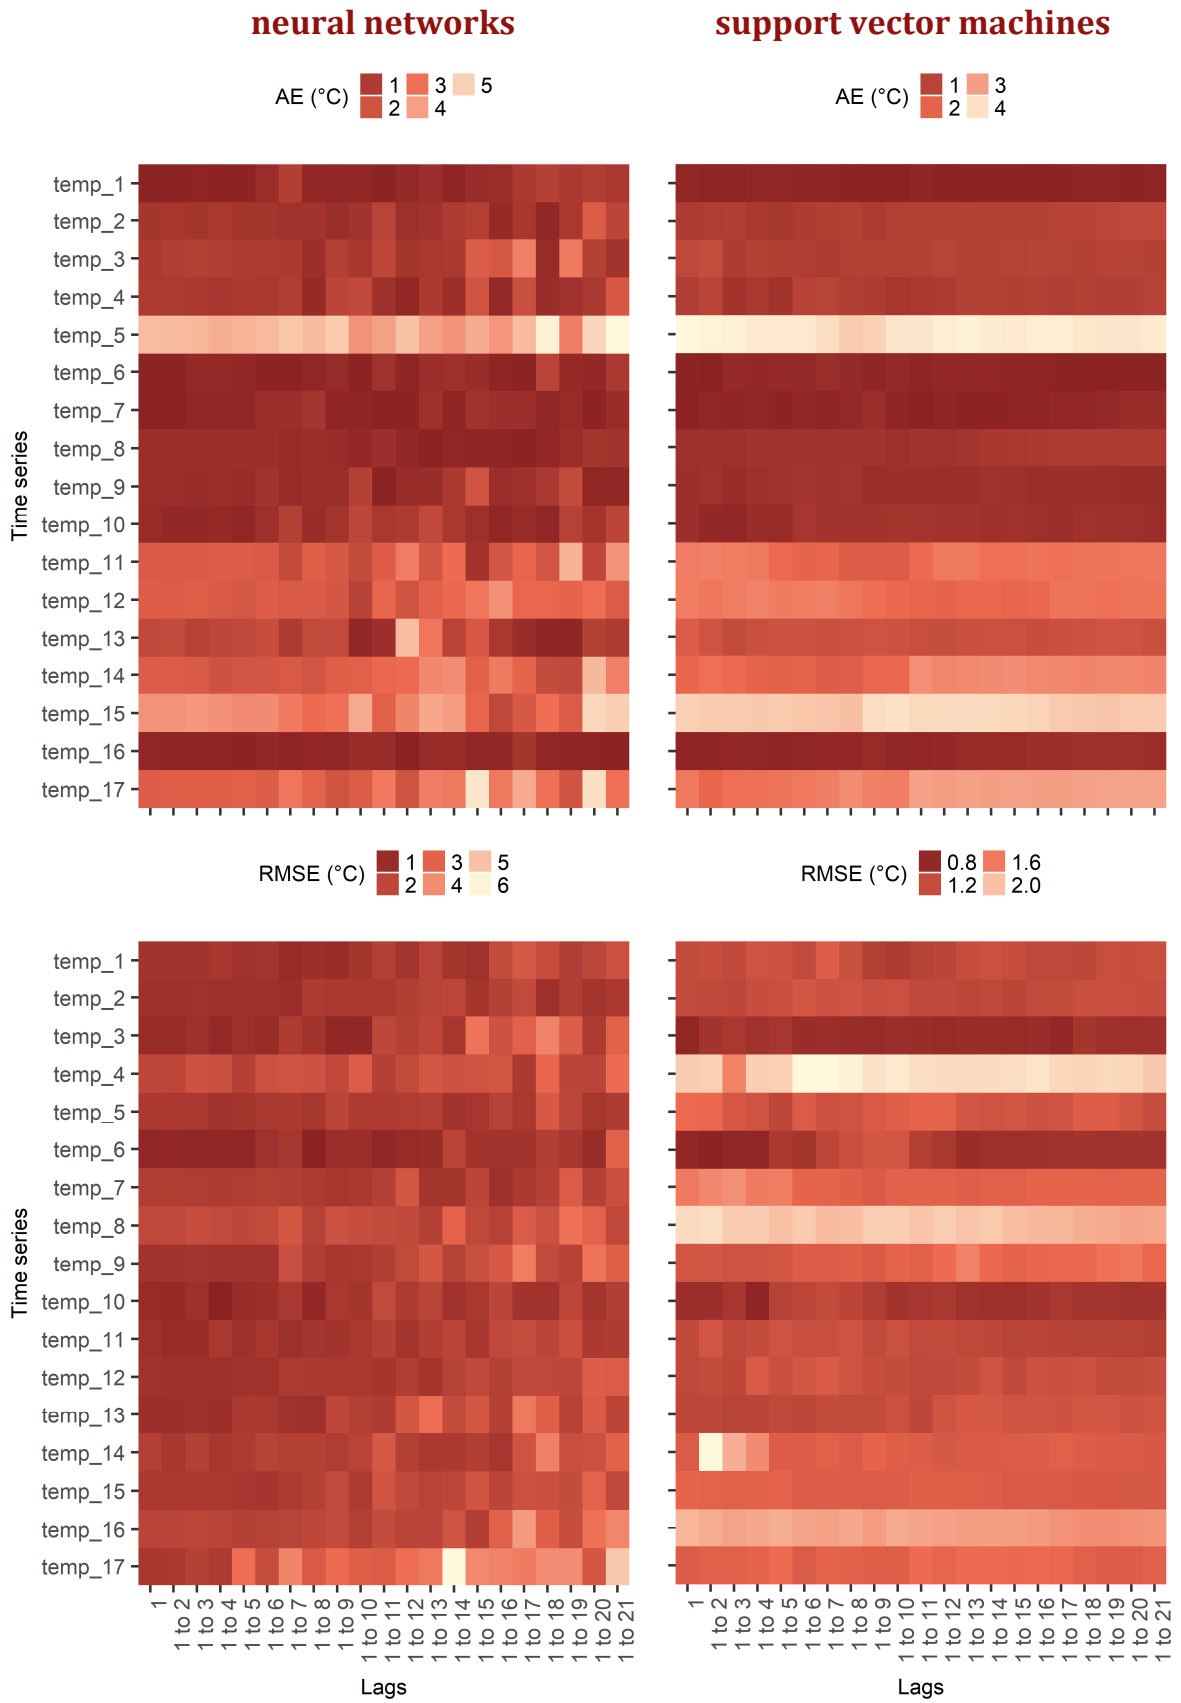 neural networks
support vector machines
AE (°C) 1 3 5
2 4
AE (°C) 1 3
2 4
Time series
temp_1
temp_2
temp_3
temp_4
temp_5
temp_6
temp_7
temp_8
temp_9
temp_10
temp_11
temp_12
temp_13
temp_14
temp_15
temp_16
temp_17
RMSE (°C) 1 3 5
2 4 6
RMSE (°C) 0.8 1.6
1.2 2.0
Time series
temp_1
temp_2
temp_3
temp_4
temp_5
temp_6
temp_7
temp_8
temp_9
temp_10
temp_11
temp_12
temp_13
temp_14
temp_15
temp_16
temp_17
1
1 to 2
1 to 3
1 to 4
1 to 5
1 to 6
1 to 7
1 to 8
1 to 9
1 to 10
1 to 11
1 to 12
1 to 13
1 to 14
1 to 15
1 to 16
1 to 17
1 to 18
1 to 19
1 to 20
1 to 21
Lags
1
1 to 2
1 to 3
1 to 4
1 to 5
1 to 6
1 to 7
1 to 8
1 to 9
1 to 10
1 to 11
1 to 12
1 to 13
1 to 14
1 to 15
1 to 16
1 to 17
1 to 18
1 to 19
1 to 20
1 to 21
Lags